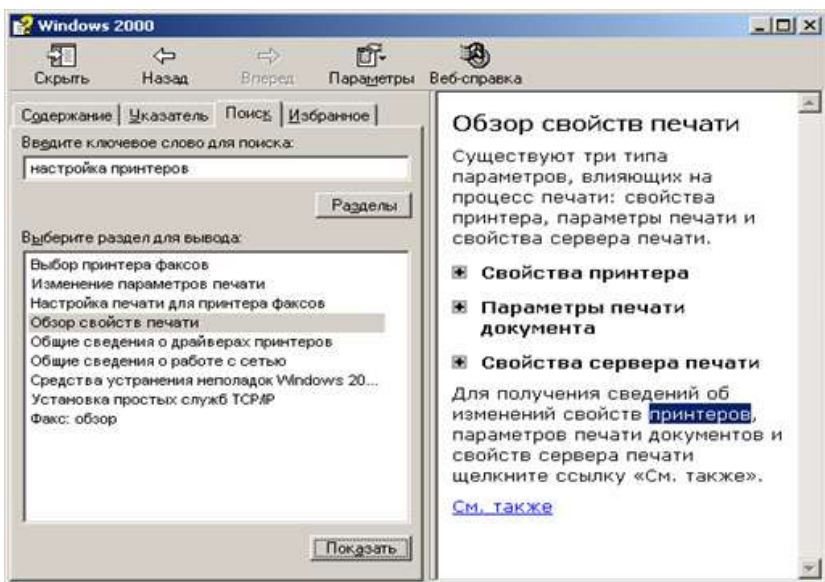 Windows 2000
Скрыть Назад Вперед Параметры Веб-справка
Содержание Указатель Поиск Избранное
Введите ключевое слово для поиска:
настройка принтеров
Разделы
Выберите раздел для вывода:
Выбор принтера факсов
Изменение параметров печати
Настройка печати для принтера факсов
Обзор свойств печати
Общие сведения о драйверах принтеров
Общие сведения о работе с сетью
Средства устранения неполадок Windows 20...
Установка простых служб TCP/IP
Факс: обзор
Показать
Обзор свойств печати
Существуют три типа
параметров, влияющих на
процесс печати: свойства
принтера, параметры печати и
свойства сервера печати.
Свойства принтера
Параметры печати
документа
Свойства сервера печати
Для получения сведений об
изменений свойств принтеров,
параметров печати документов и
свойств сервера печати
щелкните ссылку «См. также».
См. также